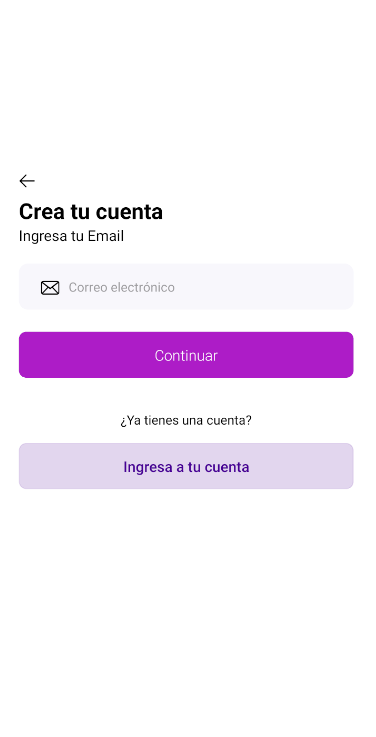 Crea tu cuenta
Ingresa tu Email
Correo electrónico
Continuar
¿Ya tienes una cuenta?
Ingresa a tu cuenta